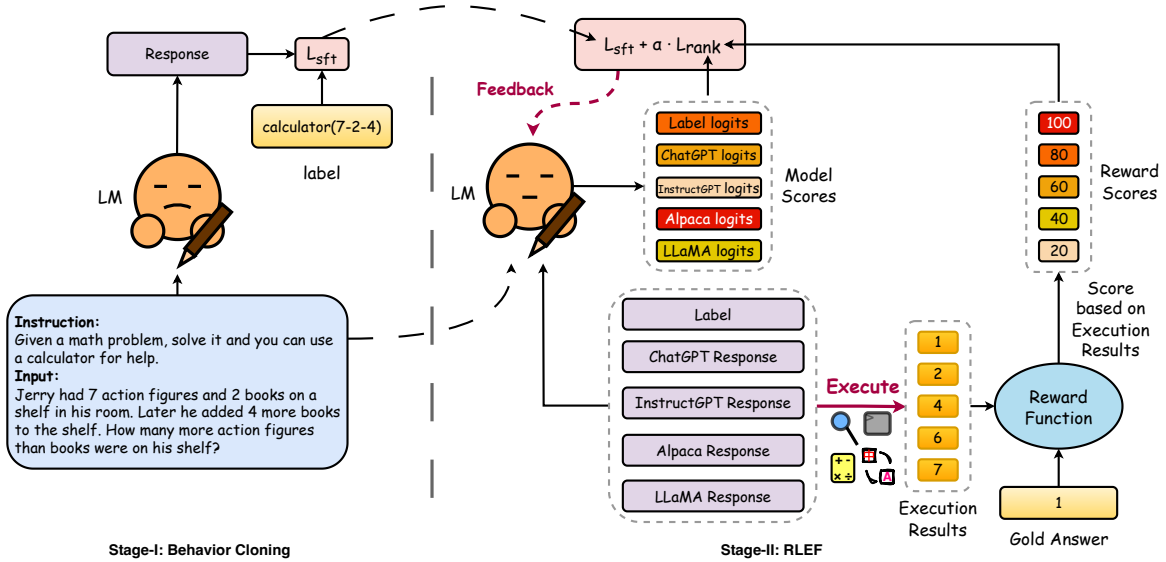 Response
L_sft
calculator(7-2-4)
label
LM
Instruction:
Given a math problem, solve it and you can use
a calculator for help.
Input:
Jerry had 7 action figures and 2 books on a
shelf in his room. Later he added 4 more books
to the shelf. How many more action figures
than books were on his shelf?
Stage-I: Behavior Cloning
L_sft + α · L_rank
Feedback
LM
Label logits
ChatGPT logits
InstructGPT logits
Alpaca logits
LLaMA logits
Model
Scores
Label
ChatGPT Response
InstructGPT Response
Alpaca Response
LLaMA Response
Execute
+ -
× ÷
A
1
2
4
6
7
Execution
Results
Reward
Function
1
Gold Answer
Score
based on
Execution
Results
100
80
60
40
20
Reward
Scores
Stage-II: RLEF